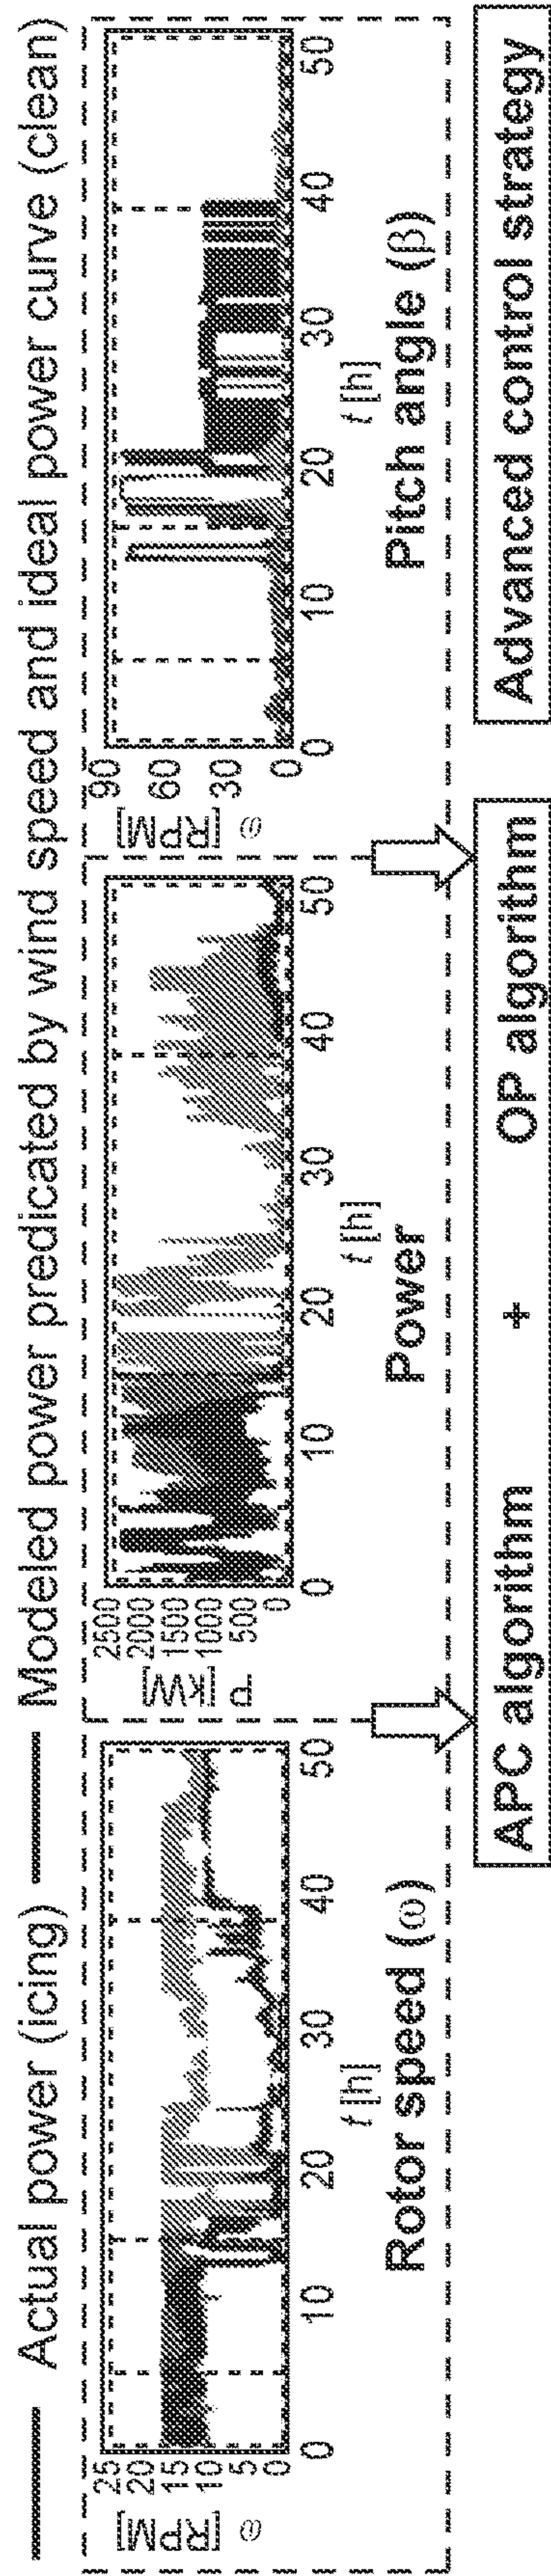 Actual power (icing) Modeled power predicated by wind speed and ideal power curve (clean)
ω [RPM]
25
20
15
10
5
0
0 10 20 30 40 50
t [h]
Rotor speed (ω)
P [kW]
2500
2000
1500
1000
500
0
0 10 20 30 40 50
t [h]
Power
ω [RPM]
90
60
30
0
0 10 20 30 40 50
t [h]
Pitch angle (β)
APC algorithm + OP algorithm
Advanced control strategy